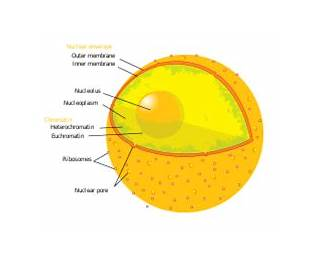 Nuclear envelope
Outer membrane
Inner membrane
Nucleolus
Nucleoplasm
Chromatin
Heterochromatin
Euchromatin
Ribosomes
Nuclear pore